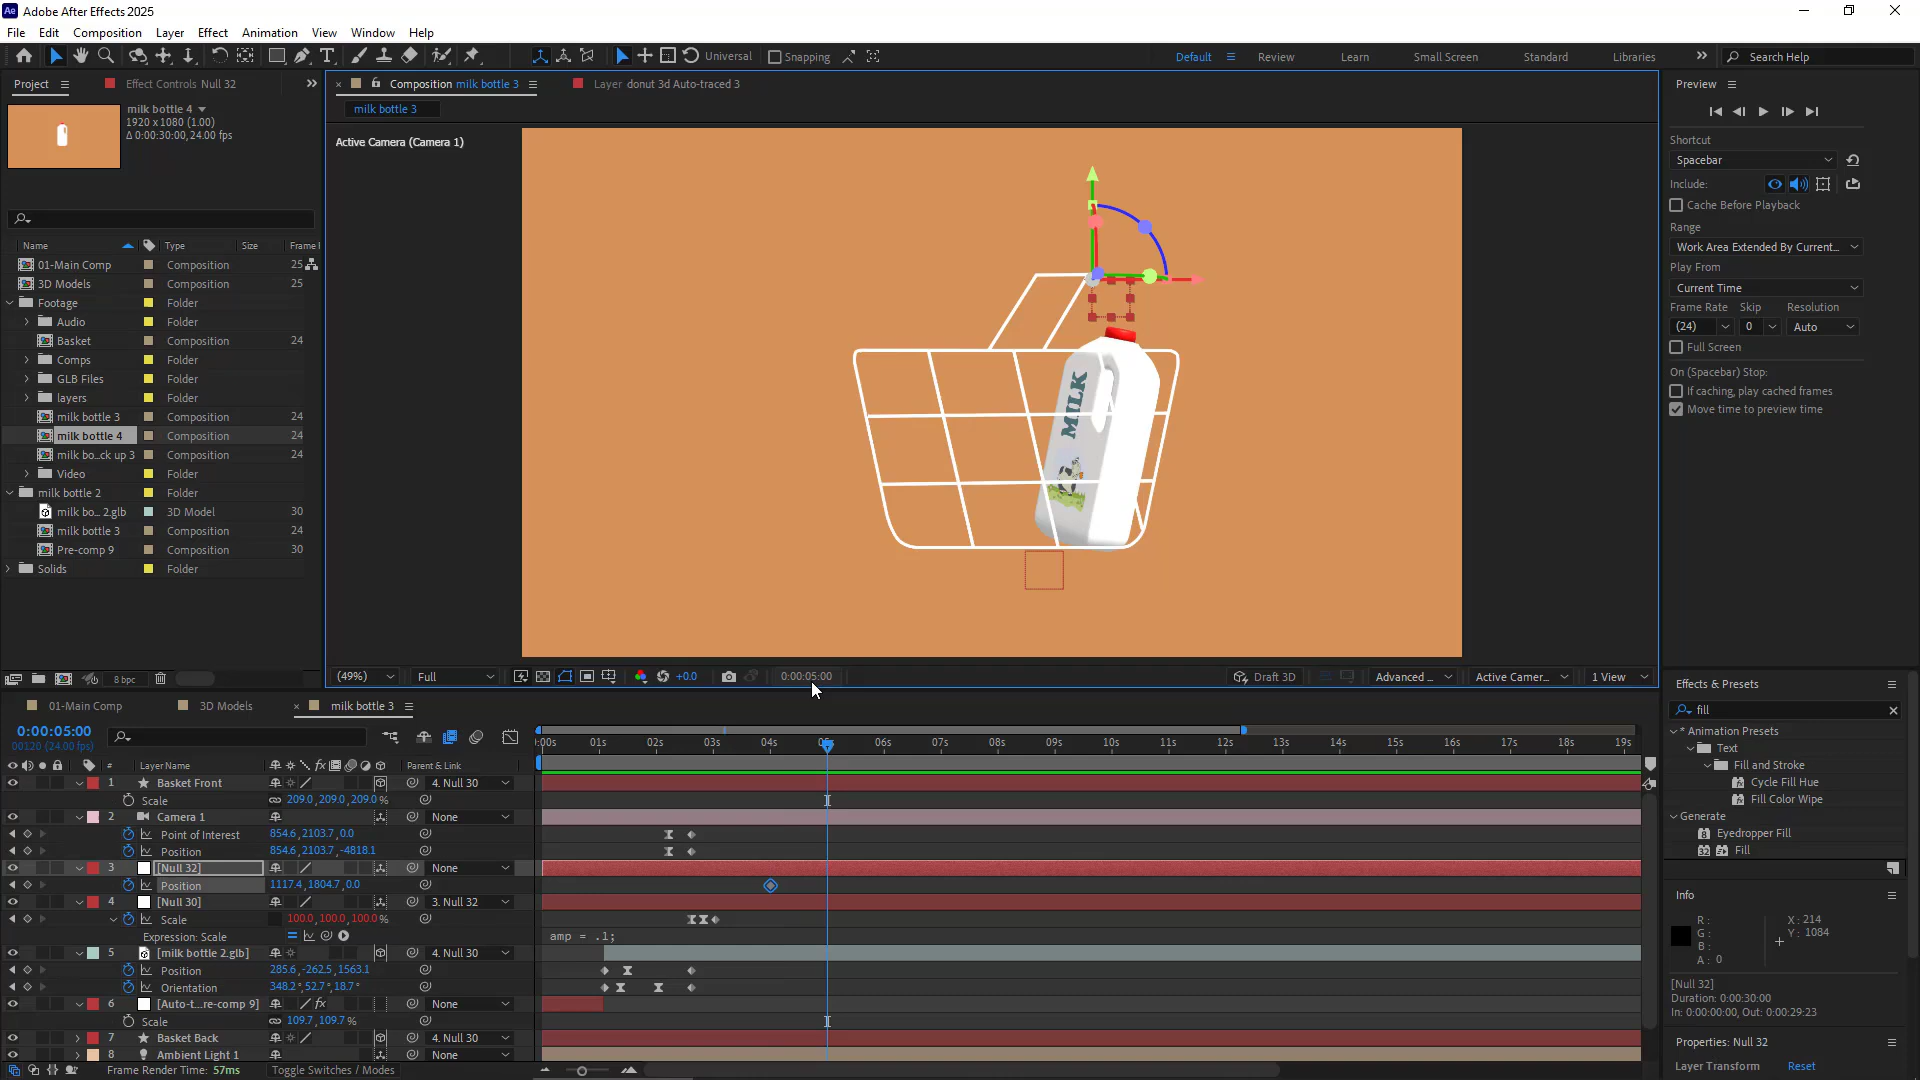 Adobe After Effects 2025
File Edit Composition Layer Effect Animation View Window Help
Universal Snapping Default Review Learn Small Screen Standard Libraries Search Help
Project Effect Controls Null 32
milk bottle 4
1920 x 1080 (1.00)
Δ 0:00:30:00, 24.00 fps
Name Type Size Frame
01-Main Comp Composition 25
3D Models Composition 25
Footage Folder
Audio Folder
Basket Composition 24
Comps Folder
GLB Files Folder
layers Folder
milk bottle 3 Composition 24
milk bottle 4 Composition 24
milk bo...ck up 3 Composition 24
Video Folder
milk bottle 2 Folder
milk bo... 2.glb 3D Model 30
milk bottle 3 Composition 24
Pre-comp 9 Composition 30
Solids Folder
8 bpc
Composition milk bottle 3 Layer donut 3d Auto-traced 3
milk bottle 3
Active Camera (Camera 1)
MILK
(49%) Full +0.0 0:00:05:00 Draft 3D Advanced ... Active Camer... 1 View
Preview
Shortcut
Spacebar
Include:
Cache Before Playback
Range
Work Area Extended By Current...
Play From
Current Time
Frame Rate Skip Resolution
(24) 0 Auto
Full Screen
On (Spacebar) Stop:
If caching, play cached frames
Move time to preview time
01-Main Comp 3D Models milk bottle 3
0:00:05:00
00120 (24.00 fps)
:00s 01s 02s 03s 04s 05s 06s 07s 08s 09s 10s 11s 12s 13s 14s 15s 16s 17s 18s 19s
# Layer Name Parent & Link
1 Basket Front 4. Null 30
Scale 209.0, 209.0, 209.0 %
2 Camera 1 None
Point of Interest 854.6, 2103.7, 0.0
Position 854.6, 2103.7, -4818.1
3 [Null 32] None
Position 1117.4, 1804.7, 0.0
4 [Null 30] 3. Null 32
Scale 100.0, 100.0, 100.0 %
Expression: Scale amp = .1;
5 [milk bottle 2.glb] 4. Null 30
Position 285.6, -262.5, 1563.1
Orientation 348.2°, 52.7°, 18.7°
6 [Auto-t...re-comp 9] None
Scale 109.7, 109.7 %
7 Basket Back 4. Null 30
8 Ambient Light 1 None
Frame Render Time: 57ms Toggle Switches / Modes
Effects & Presets
fill
* Animation Presets
Text
Fill and Stroke
Cycle Fill Hue
Fill Color Wipe
Generate
Eyedropper Fill
Fill
Info
R:
G:
B:
A: 0
X: 214
Y: 1084
[Null 32]
Duration: 0:00:30:00
In: 0:00:00:00, Out: 0:00:29:23
Properties: Null 32
Layer Transform Reset